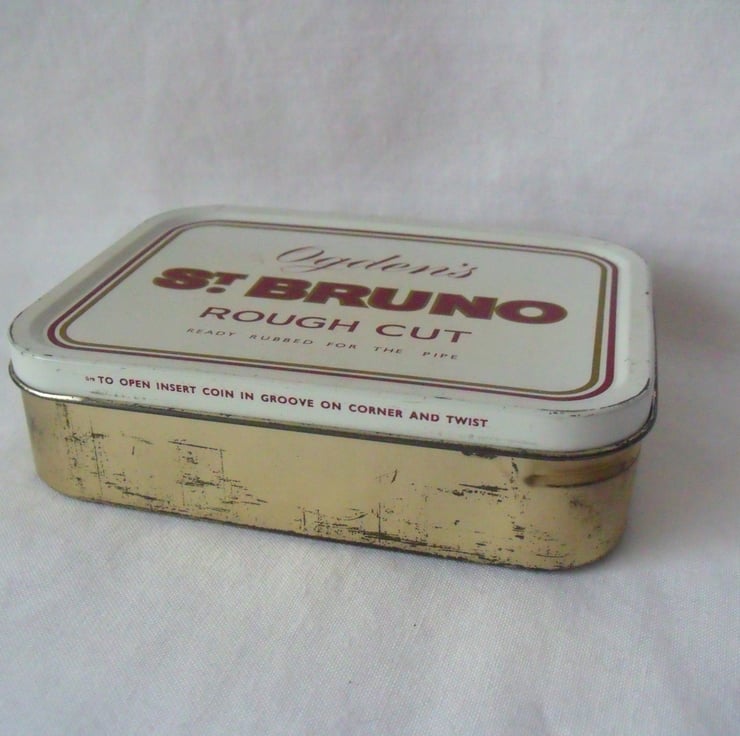 Ogden's
ST. BRUNO
ROUGH CUT
READY RUBBED FOR THE PIPE
TO OPEN INSERT COIN IN GROOVE ON CORNER AND TWIST